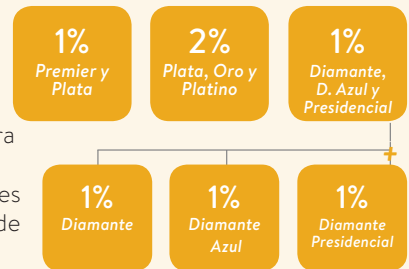 1%
Premier y
Plata
2%
Plata, Oro y
Platino
1%
Diamante,
D. Azul y
Presidencial
ra
es
de
+
1%
Diamante
1%
Diamante
Azul
1%
Diamante
Presidencial